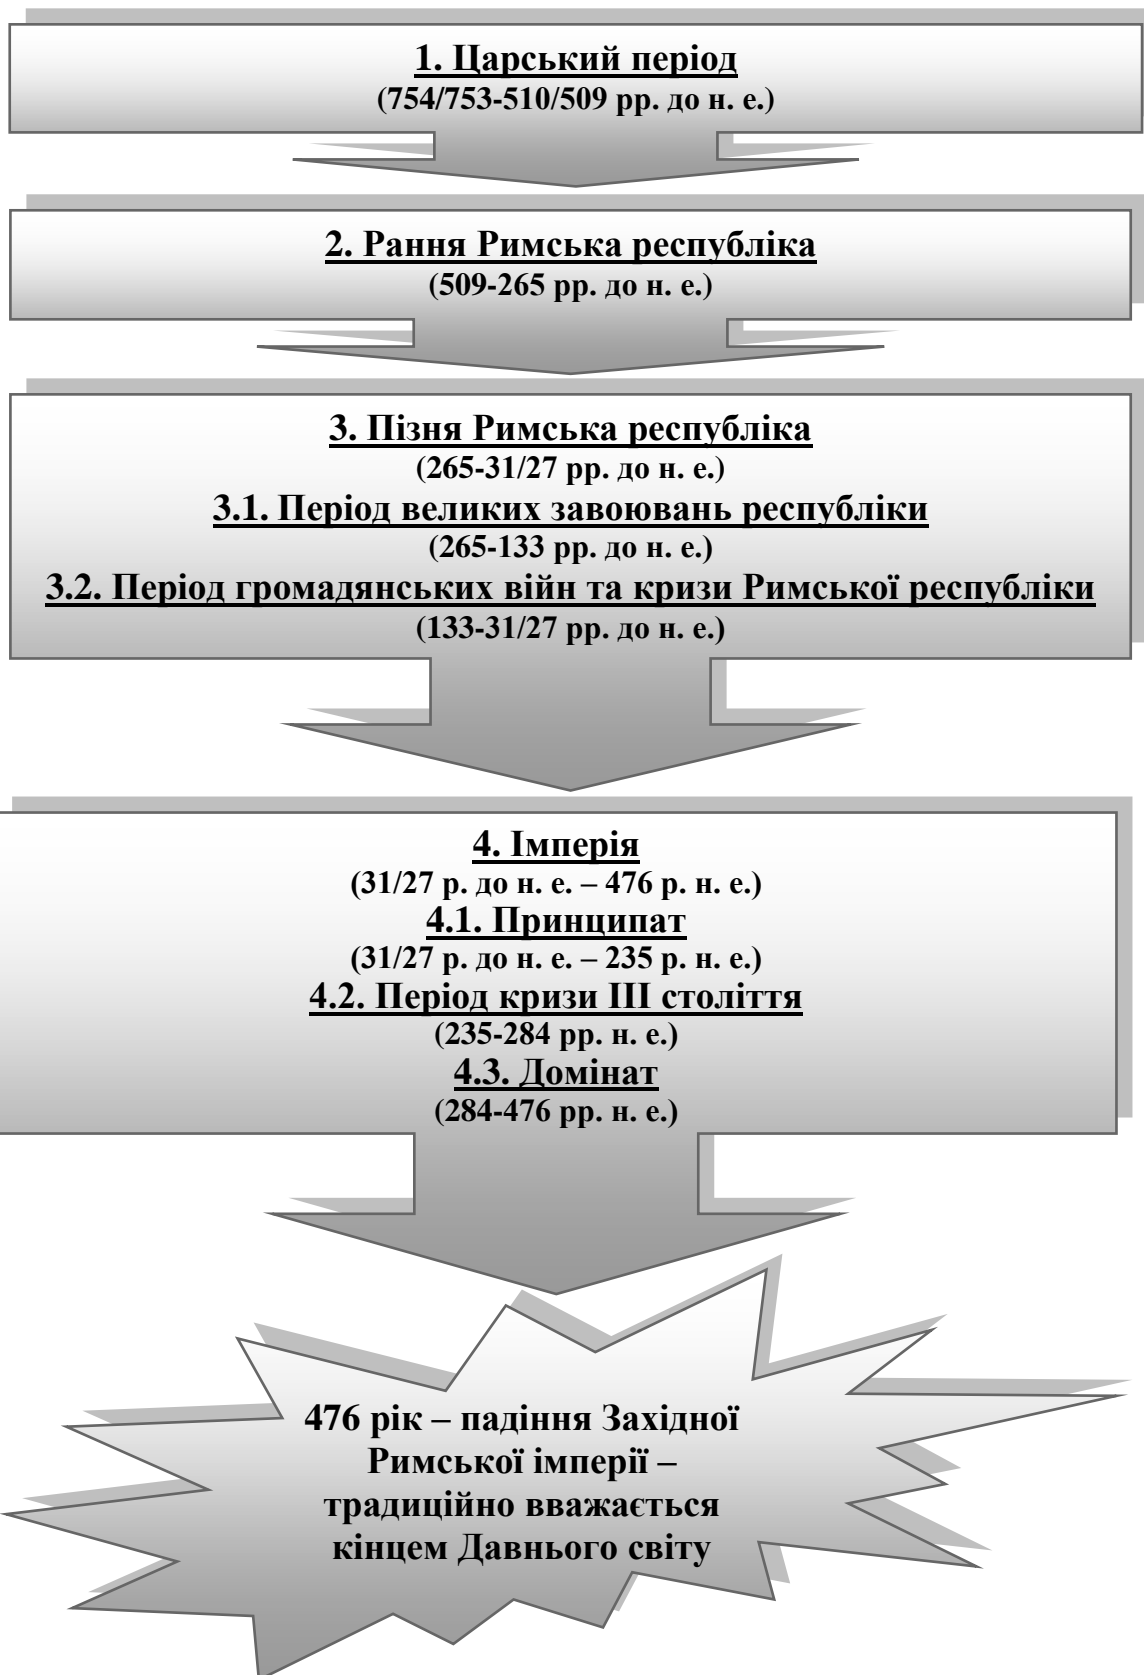 1. Царський період
(754/753-510/509 рр. до н. е.)
2. Рання Римська республіка
(509-265 рр. до н. е.)
3. Пізня Римська республіка
(265-31/27 рр. до н. е.)
3.1. Період великих завоювань республіки
(265-133 рр. до н. е.)
3.2. Період громадянських війн та кризи Римської республіки
(133-31/27 рр. до н. е.)
4. Імперія
(31/27 р. до н. е. – 476 р. н. е.)
4.1. Принципат
(31/27 р. до н. е. – 235 р. н. е.)
4.2. Період кризи ІІІ століття
(235-284 рр. н. е.)
4.3. Домінат
(284-476 рр. н. е.)
476 рік – падіння Західної
Римської імперії –
традиційно вважається
кінцем Давнього світу